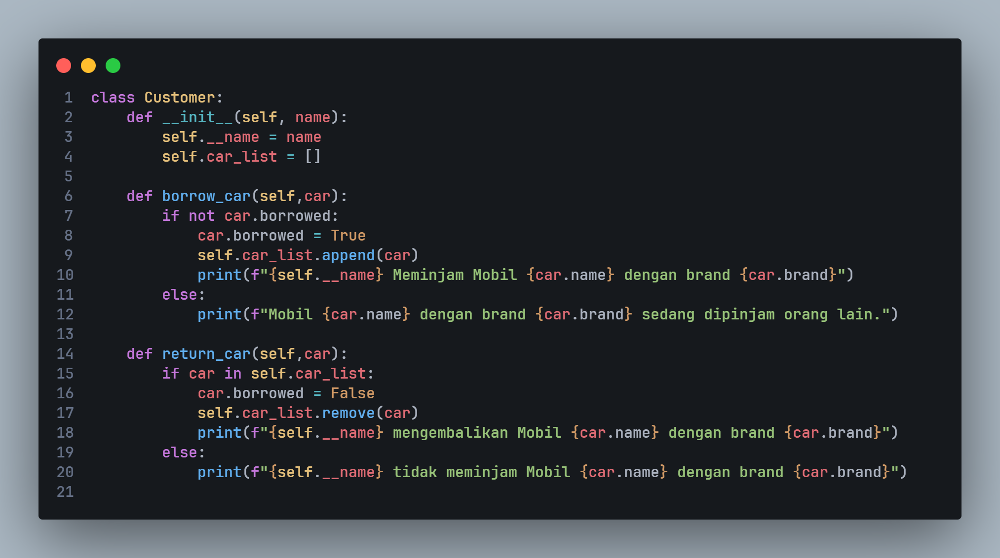 1 class Customer:
2     def __init__(self, name):
3         self.__name = name
4         self.car_list = []
5
6     def borrow_car(self,car):
7         if not car.borrowed:
8             car.borrowed = True
9             self.car_list.append(car)
10             print(f"{self.__name} Meminjam Mobil {car.name} dengan brand {car.brand}")
11         else:
12             print(f"Mobil {car.name} dengan brand {car.brand} sedang dipinjam orang lain.")
13
14     def return_car(self,car):
15         if car in self.car_list:
16             car.borrowed = False
17             self.car_list.remove(car)
18             print(f"{self.__name} mengembalikan Mobil {car.name} dengan brand {car.brand}")
19         else:
20             print(f"{self.__name} tidak meminjam Mobil {car.name} dengan brand {car.brand}")
21